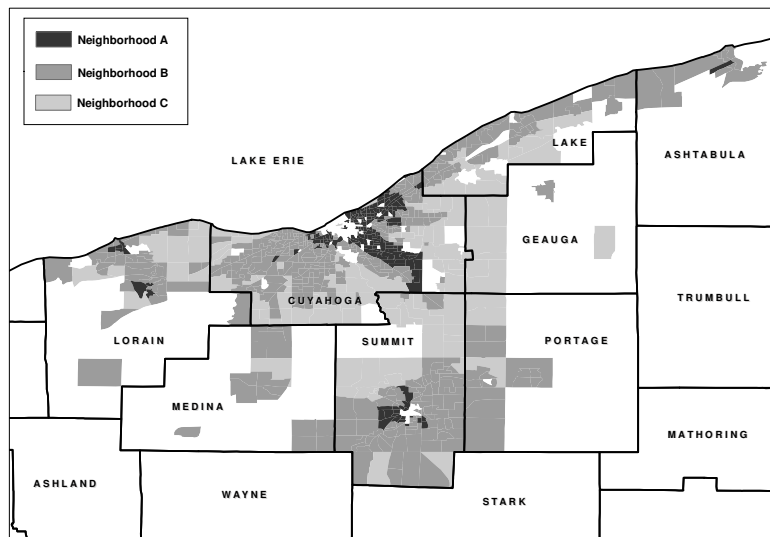 Neighborhood A
Neighborhood B
Neighborhood C
LAKE ERIE
LAKE
ASHTABULA
GEAUGA
CUYAHOGA
TRUMBULL
LORAIN
SUMMIT
PORTAGE
MEDINA
MATHORING
ASHLAND
WAYNE
STARK